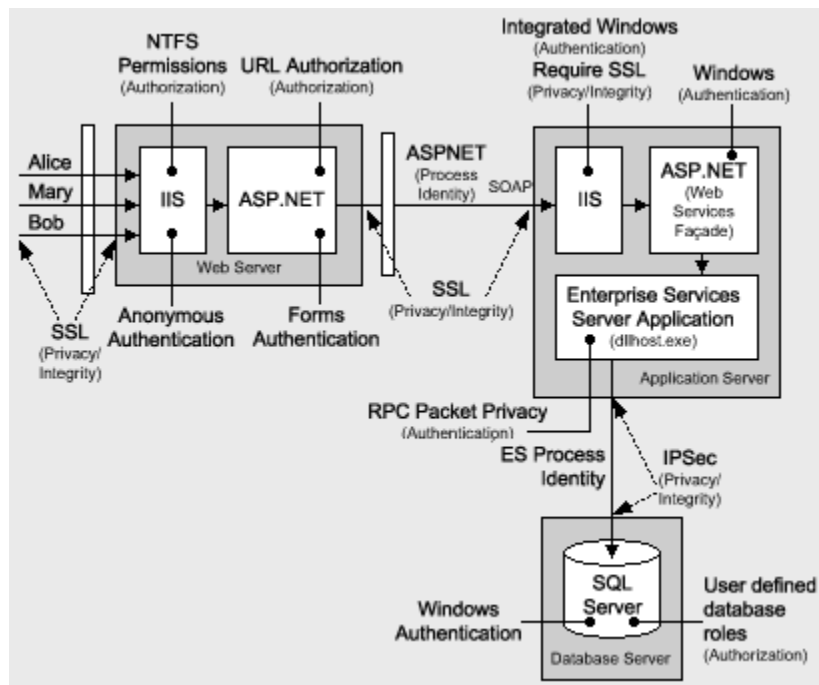 NTFS
Permissions
(Authorization)
URL Authorization
(Authorization)
Integrated Windows
(Authentication)
Require SSL
(Privacy/Integrity)
Windows
(Authentication)
Alice
Mary
Bob
IIS
ASP.NET
Web Server
ASPNET
(Process
Identity)
SOAP
IIS
ASP.NET
(Web
Services
Façade)
SSL
(Privacy/
Integrity)
Anonymous
Authentication
Forms
Authentication
SSL
(Privacy/Integrity)
Enterprise Services
Server Application
(dllhost.exe)
Application Server
RPC Packet Privacy
(Authentication)
ES Process
Identity
IPSec
(Privacy/
Integrity)
SQL
Server
Windows
Authentication
User defined
database
roles
(Authorization)
Database Server